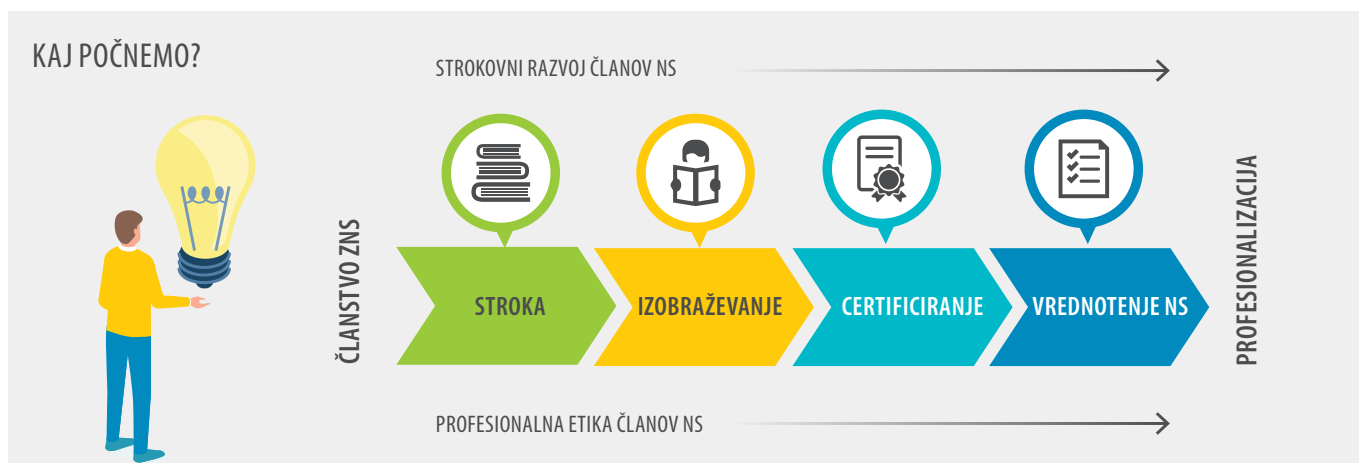 KAJ POČNEMO?
STROKOVNI RAZVOJ ČLANOV NS
ČLANSTVO ZNS
STROKA
IZOBRAŽEVANJE
CERTIFICIRANJE
VREDNOTENJE NS
PROFESIONALIZACIJA
PROFESIONALNA ETIKA ČLANOV NS